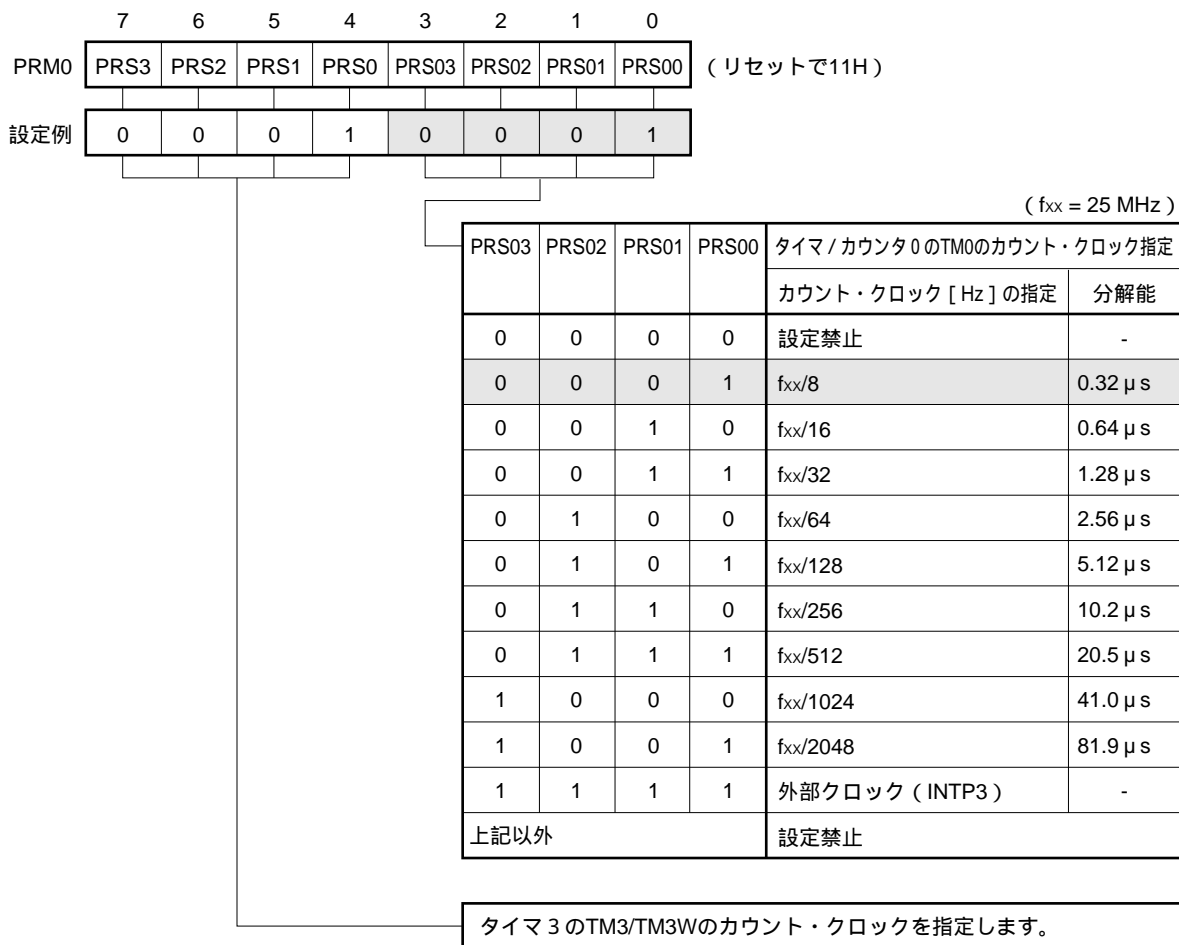 7 6 5 4 3 2 1 0
PRM0 PRS3 PRS2 PRS1 PRS0 PRS03 PRS02 PRS01 PRS00 (リセットで11H)
設定例 0 0 0 1 0 0 0 1
(fxx = 25 MHz)
PRS03 PRS02 PRS01 PRS00 タイマ/カウンタ0のTM0のカウント・クロック指定
カウント・クロック[Hz]の指定 分解能
0 0 0 0 設定禁止 -
0 0 0 1 fxx/8 0.32 μs
0 0 1 0 fxx/16 0.64 μs
0 0 1 1 fxx/32 1.28 μs
0 1 0 0 fxx/64 2.56 μs
0 1 0 1 fxx/128 5.12 μs
0 1 1 0 fxx/256 10.2 μs
0 1 1 1 fxx/512 20.5 μs
1 0 0 0 fxx/1024 41.0 μs
1 0 0 1 fxx/2048 81.9 μs
1 1 1 1 外部クロック(INTP3) -
上記以外 設定禁止
タイマ3のTM3/TM3Wのカウント・クロックを指定します。